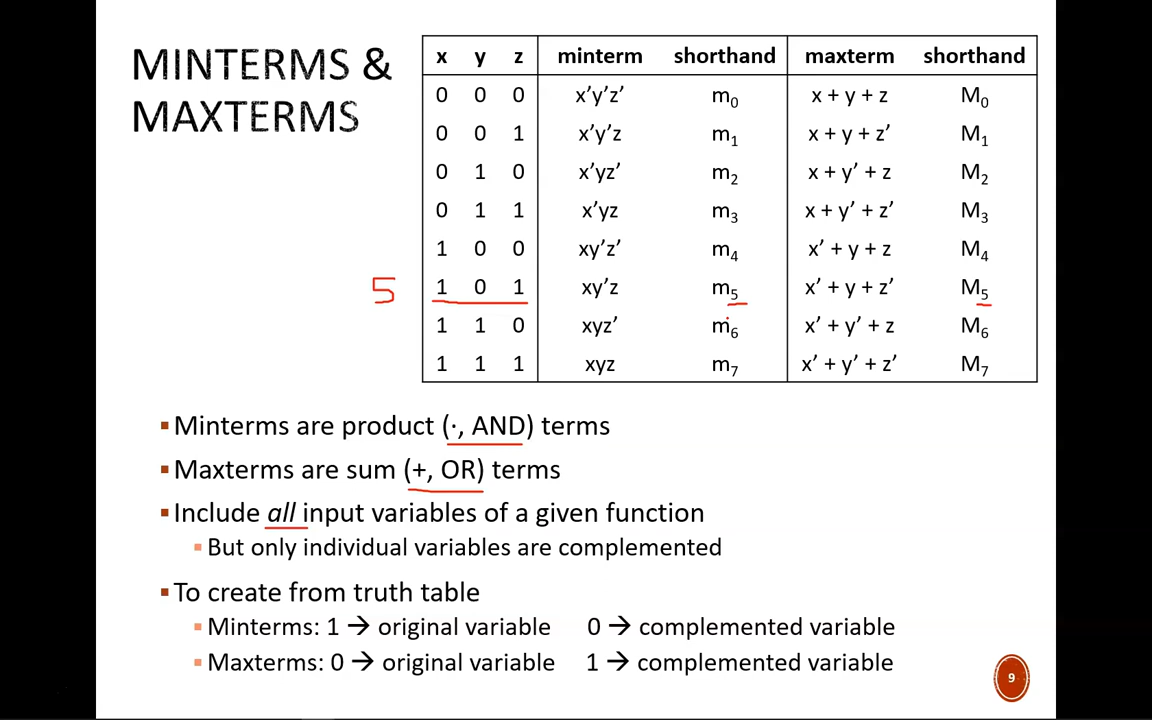 MINTERMS &
MAXTERMS
x y z minterm shorthand maxterm shorthand
0 0 0 x’y’z’ m₀ x + y + z M₀
0 0 1 x’y’z m₁ x + y + z’ M₁
0 1 0 x’yz’ m₂ x + y’ + z M₂
0 1 1 x’yz m₃ x + y’ + z’ M₃
1 0 0 xy’z’ m₄ x’ + y + z M₄
5 1 0 1 xy’z m₅ x’ + y + z’ M₅
1 1 0 xyz’ m₆ x’ + y’ + z M₆
1 1 1 xyz m₇ x’ + y’ + z’ M₇
▪Minterms are product (·, AND) terms
▪Maxterms are sum (+, OR) terms
▪Include all input variables of a given function
▪But only individual variables are complemented
▪To create from truth table
▪Minterms: 1 → original variable 0 → complemented variable
▪Maxterms: 0 → original variable 1 → complemented variable
9